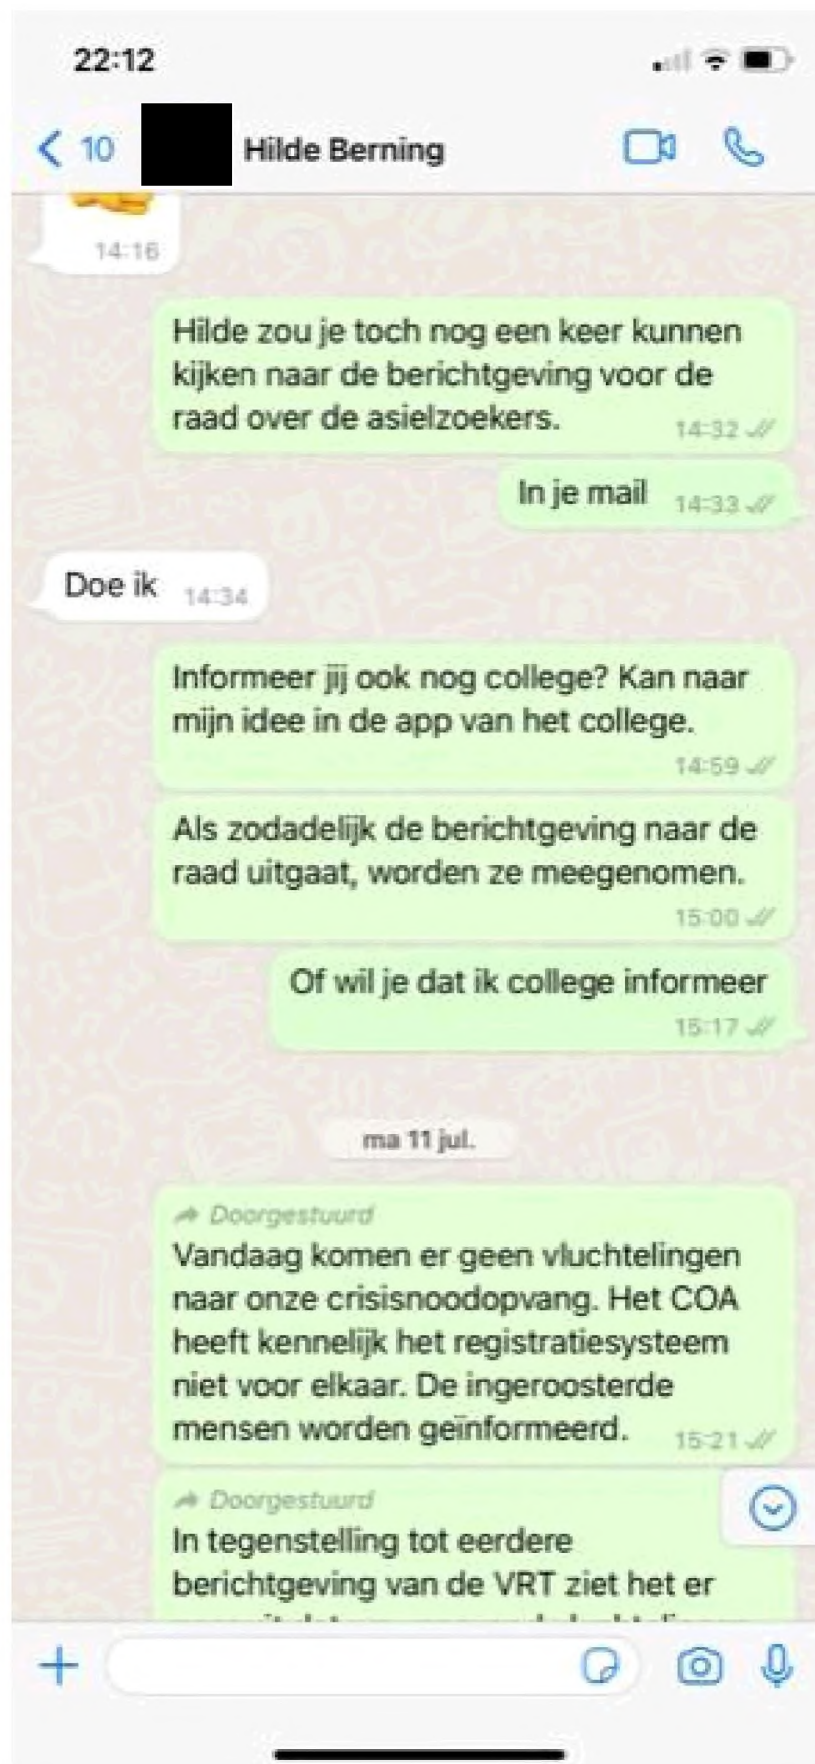 22:12
10 Hilde Berning
14:16
Hilde zou je toch nog een keer kunnen
kijken naar de berichtgeving voor de
raad over de asielzoekers. 14:32
In je mail 14:33
Doe ik 14:34
Informeer jij ook nog college? Kan naar
mijn idee in de app van het college.
14:59
Als zodadelijk de berichtgeving naar de
raad uitgaat, worden ze meegenomen.
15:00
Of wil je dat ik college informeer
15:17
ma 11 jul.
Doorgestuurd
Vandaag komen er geen vluchtelingen
naar onze crisisnoodopvang. Het COA
heeft kennelijk het registratiesysteem
niet voor elkaar. De ingeroosterde
mensen worden geïnformeerd. 15:21
Doorgestuurd
In tegenstelling tot eerdere
berichtgeving van de VRT ziet het er